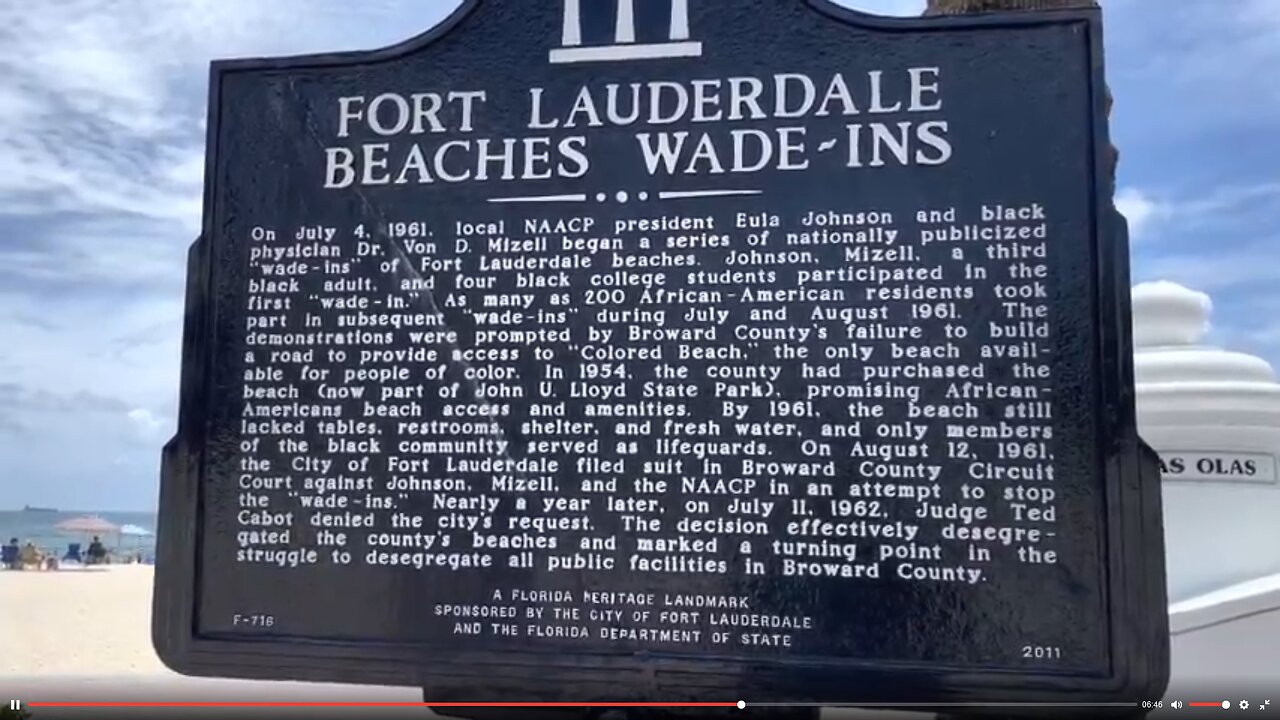 FORT LAUDERDALE
BEACHES WADE-INS
On July 4, 1961, local NAACP president Eula Johnson and black
physician Dr. Von D. Mizell began a series of nationally publicized
"wade-ins" of Fort Lauderdale beaches. Johnson, Mizell, a third
black adult, and four black college students participated in the
first "wade-in." As many as 200 African-American residents took
part in subsequent "wade-ins" during July and August 1961. The
demonstrations were prompted by Broward County's failure to build
a road to provide access to "Colored Beach," the only beach avail-
able for people of color. In 1954, the county had purchased the
beach (now part of John U. Lloyd State Park), promising African-
Americans beach access and amenities. By 1961, the beach still
lacked tables, restrooms, shelter, and fresh water, and only members
of the black community served as lifeguards. On August 12, 1961,
the City of Fort Lauderdale filed suit in Broward County Circuit
Court against Johnson, Mizell, and the NAACP in an attempt to stop
the "wade-ins." Nearly a year later, on July 11, 1962, Judge Ted
Cabot denied the city's request. The decision effectively desegre-
gated the county's beaches and marked a turning point in the
struggle to desegregate all public facilities in Broward County.
A FLORIDA HERITAGE LANDMARK
SPONSORED BY THE CITY OF FORT LAUDERDALE
AND THE FLORIDA DEPARTMENT OF STATE
F-716
2011
AS OLAS
06:46